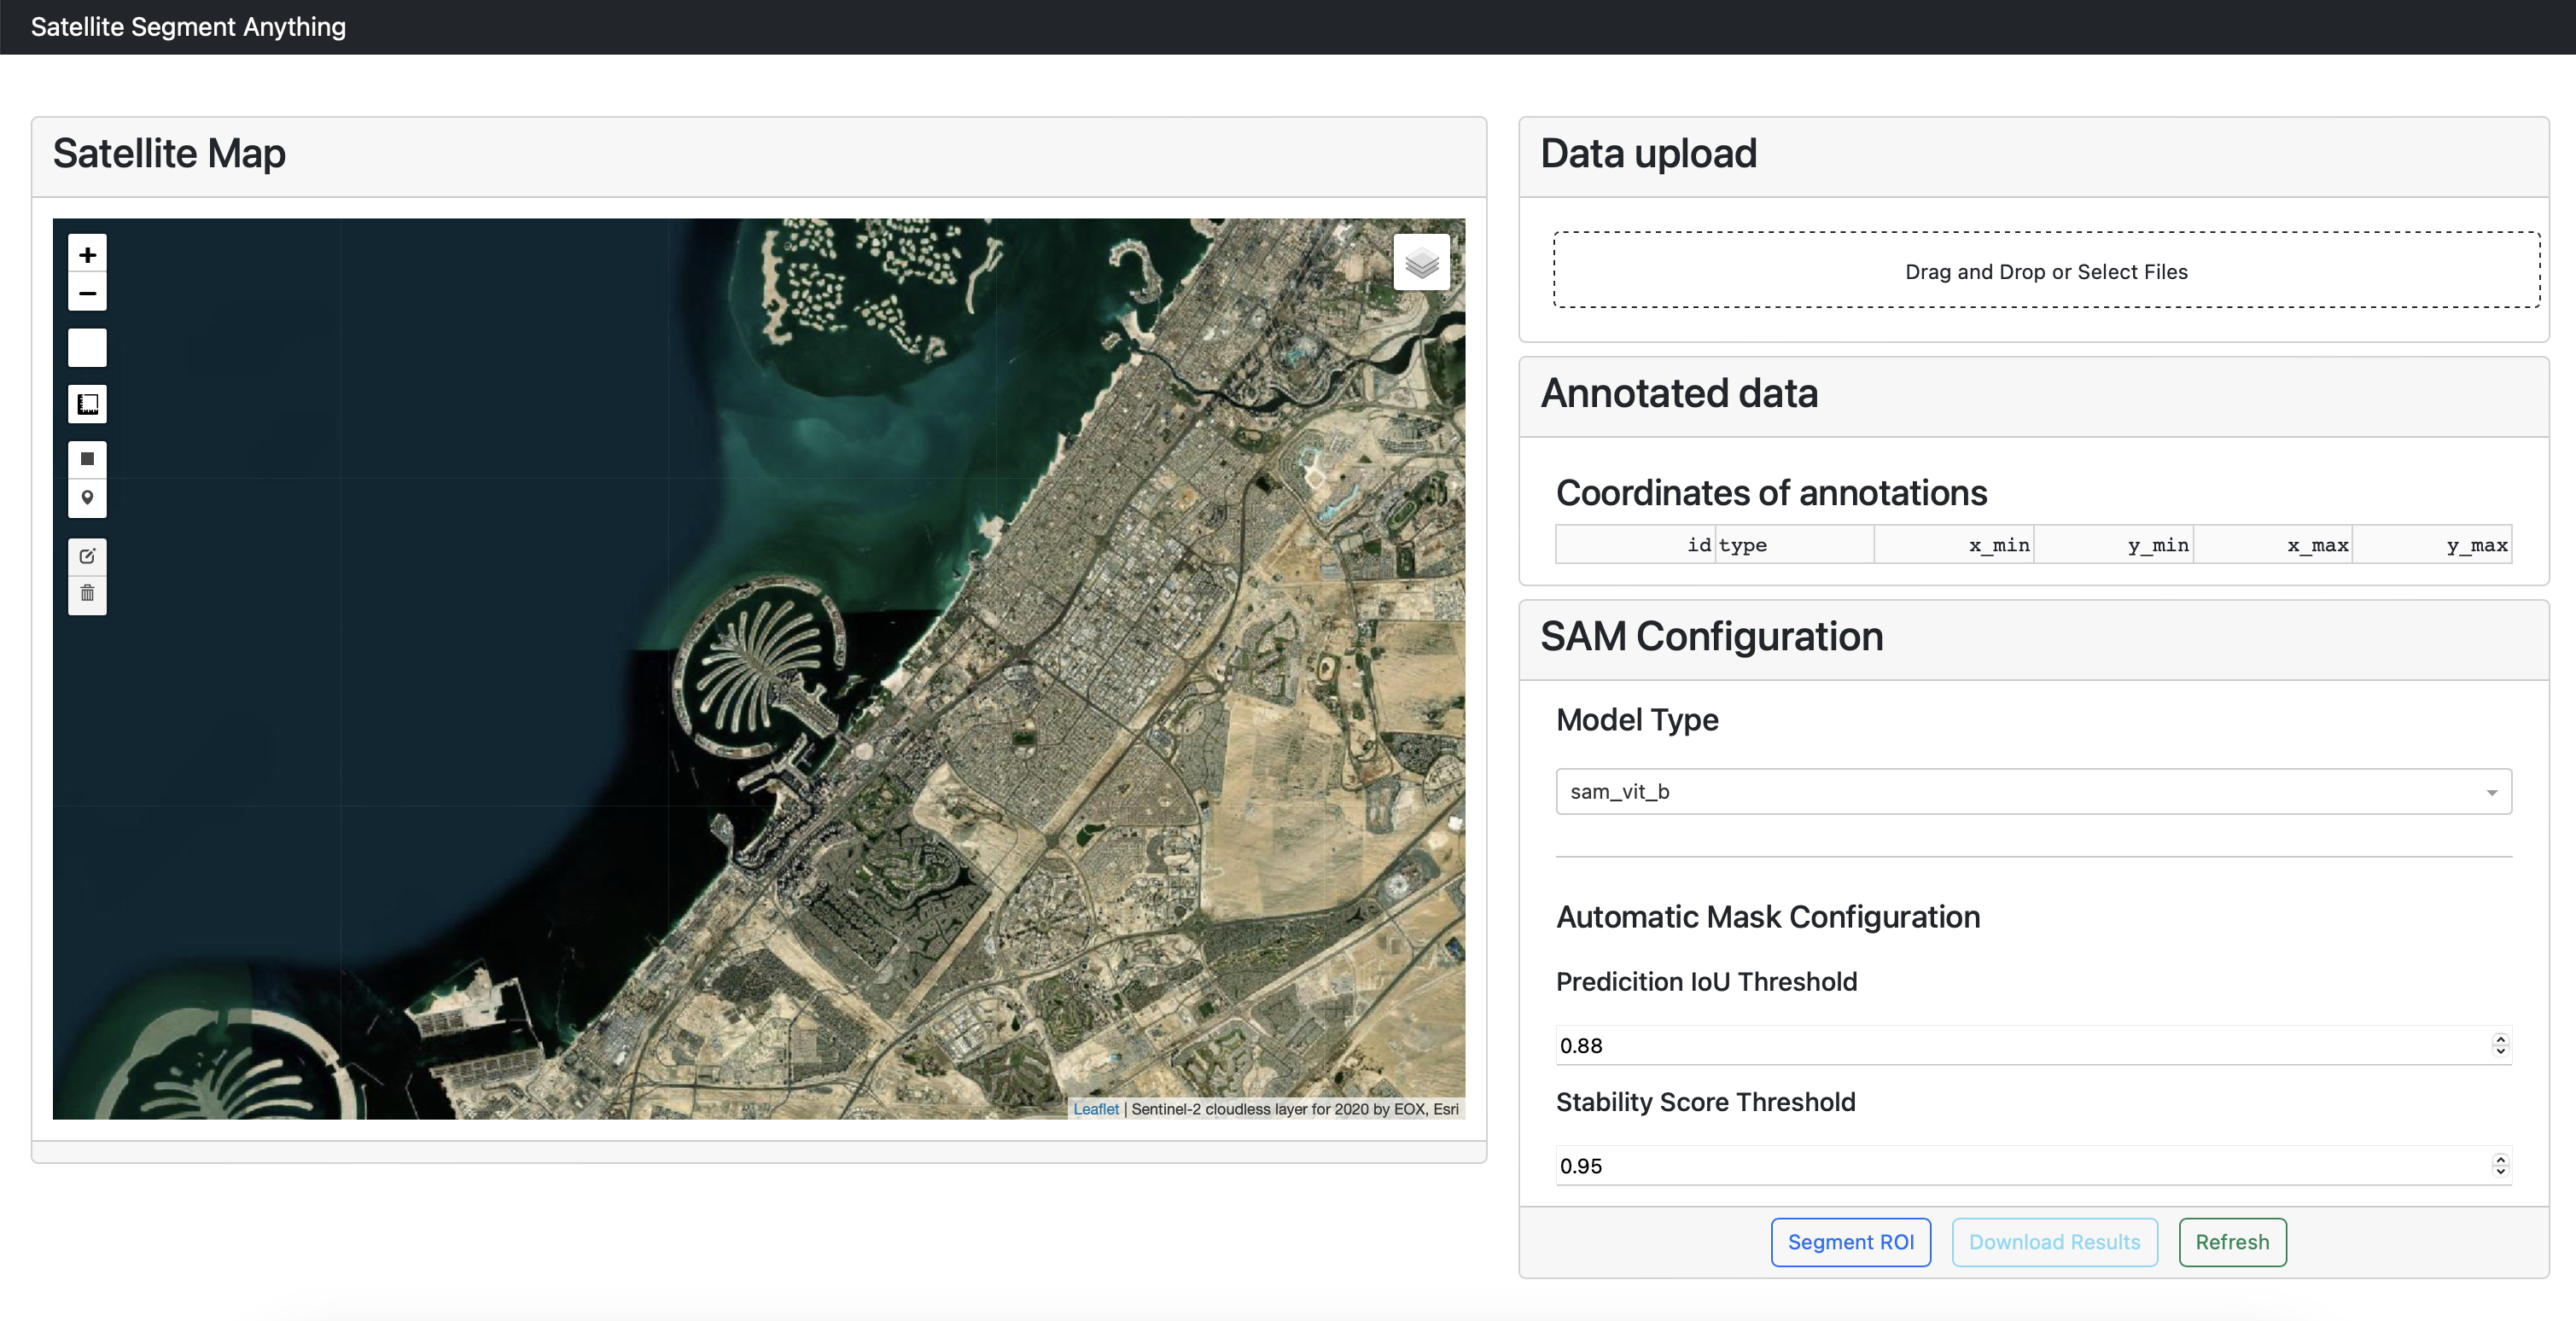 Satellite Segment Anything
Satellite Map
+
−
Leaflet | Sentinel-2 cloudless layer for 2020 by EOX, Esri
Data upload
Drag and Drop or Select Files
Annotated data
Coordinates of annotations
id type x_min y_min x_max y_max
SAM Configuration
Model Type
sam_vit_b
Automatic Mask Configuration
Predicition IoU Threshold
0.88
Stability Score Threshold
0.95
Segment ROI Download Results Refresh